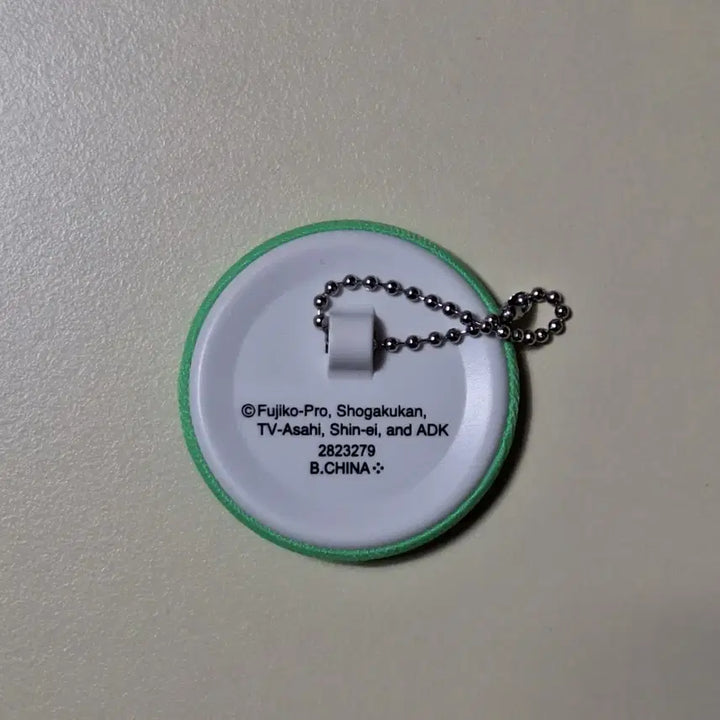 ©Fujiko-Pro, Shogakukan,
TV-Asahi, Shin-ei, and ADK
2823279
B.CHINA